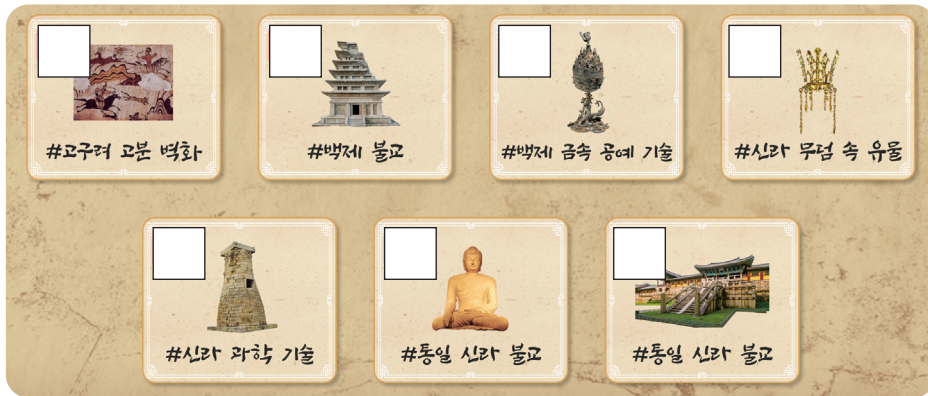 #고구려 고분 벽화
#백제 불교
#백제 금속 공예 기술
#신라 무덤 속 유물
#신라 과학 기술
#통일 신라 불교
#통일 신라 불교